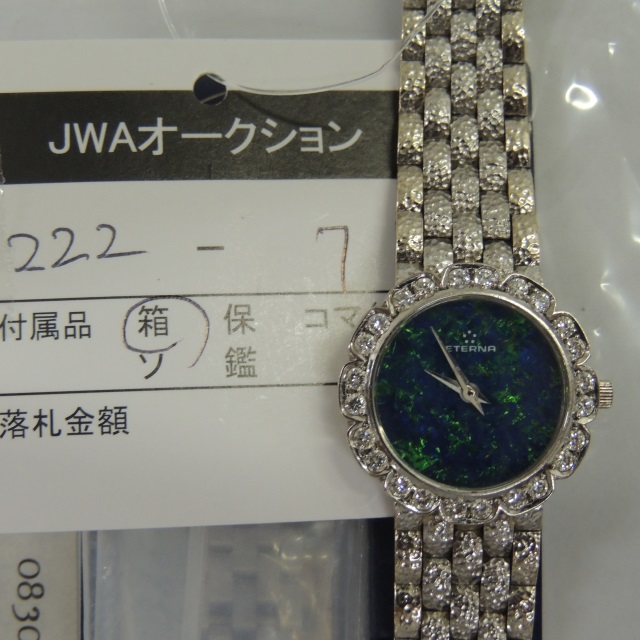 JWAオークション
222 - 7
付属品 箱 保 コマ
ソ 鑑
落札金額
ETERNA
0830